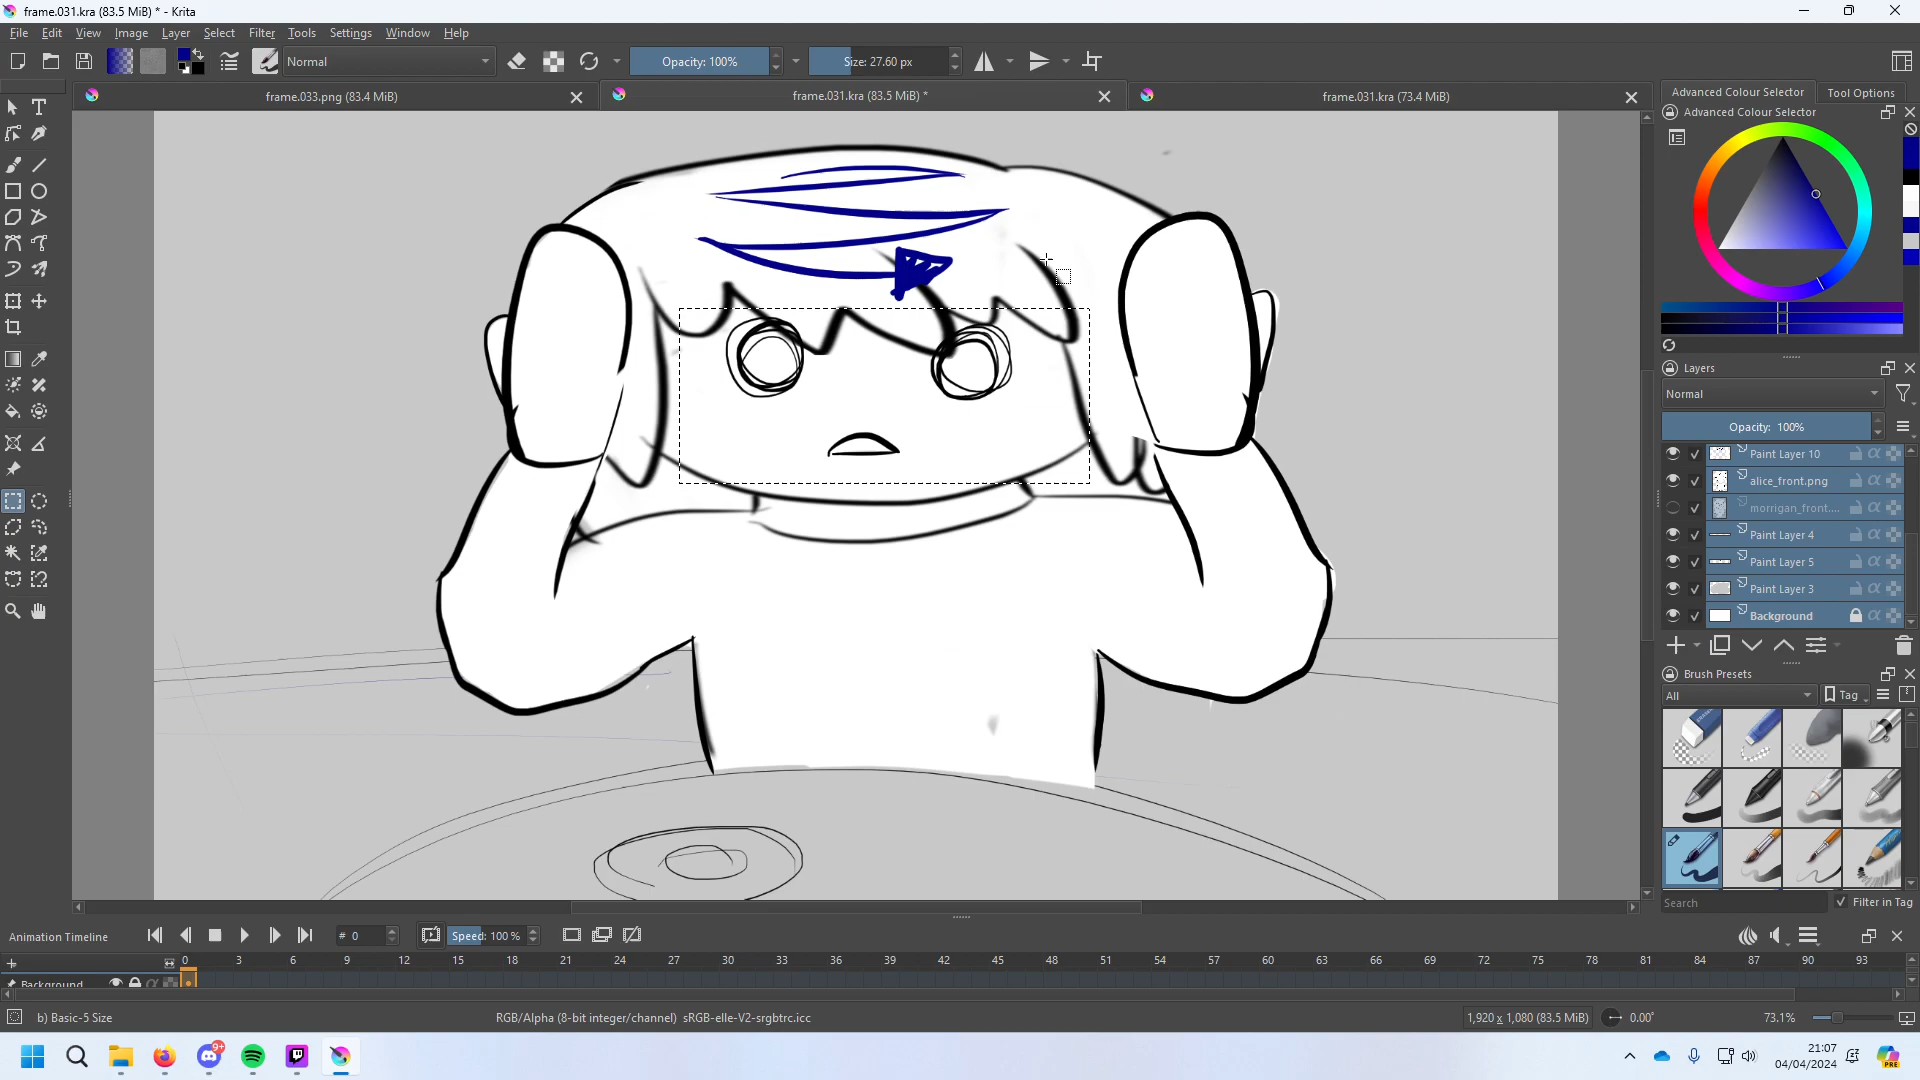 frame.031.kra (83.5 MiB) * - Krita
File Edit View Image Layer Select Filter Tools Settings Window Help
Normal
Opacity: 100%
Size: 27.60 px
frame.033.png (83.4 MiB)
frame.031.kra (83.5 MiB) *
frame.031.kra (73.4 MiB)
Advanced Colour Selector
Tool Options
Advanced Colour Selector
Layers
Normal
Opacity: 100%
Paint Layer 10
alice_front.png
morrigan_front....
Paint Layer 4
Paint Layer 5
Paint Layer 3
Background
Brush Presets
All
Tag
Search
Filter in Tag
Animation Timeline
# 0
Speed: 100 %
0 3 6 9 12 15 18 21 24 27 30 33 36 39 42 45 48 51 54 57 60 63 66 69 72 75 78 81 84 87 90 93
Background
b) Basic-5 Size
RGB/Alpha (8-bit integer/channel) sRGB-elle-V2-srgbtrc.icc
1,920 x 1,080 (83.5 MiB)
0.00°
73.1%
9+
21:07
04/04/2024
PRE